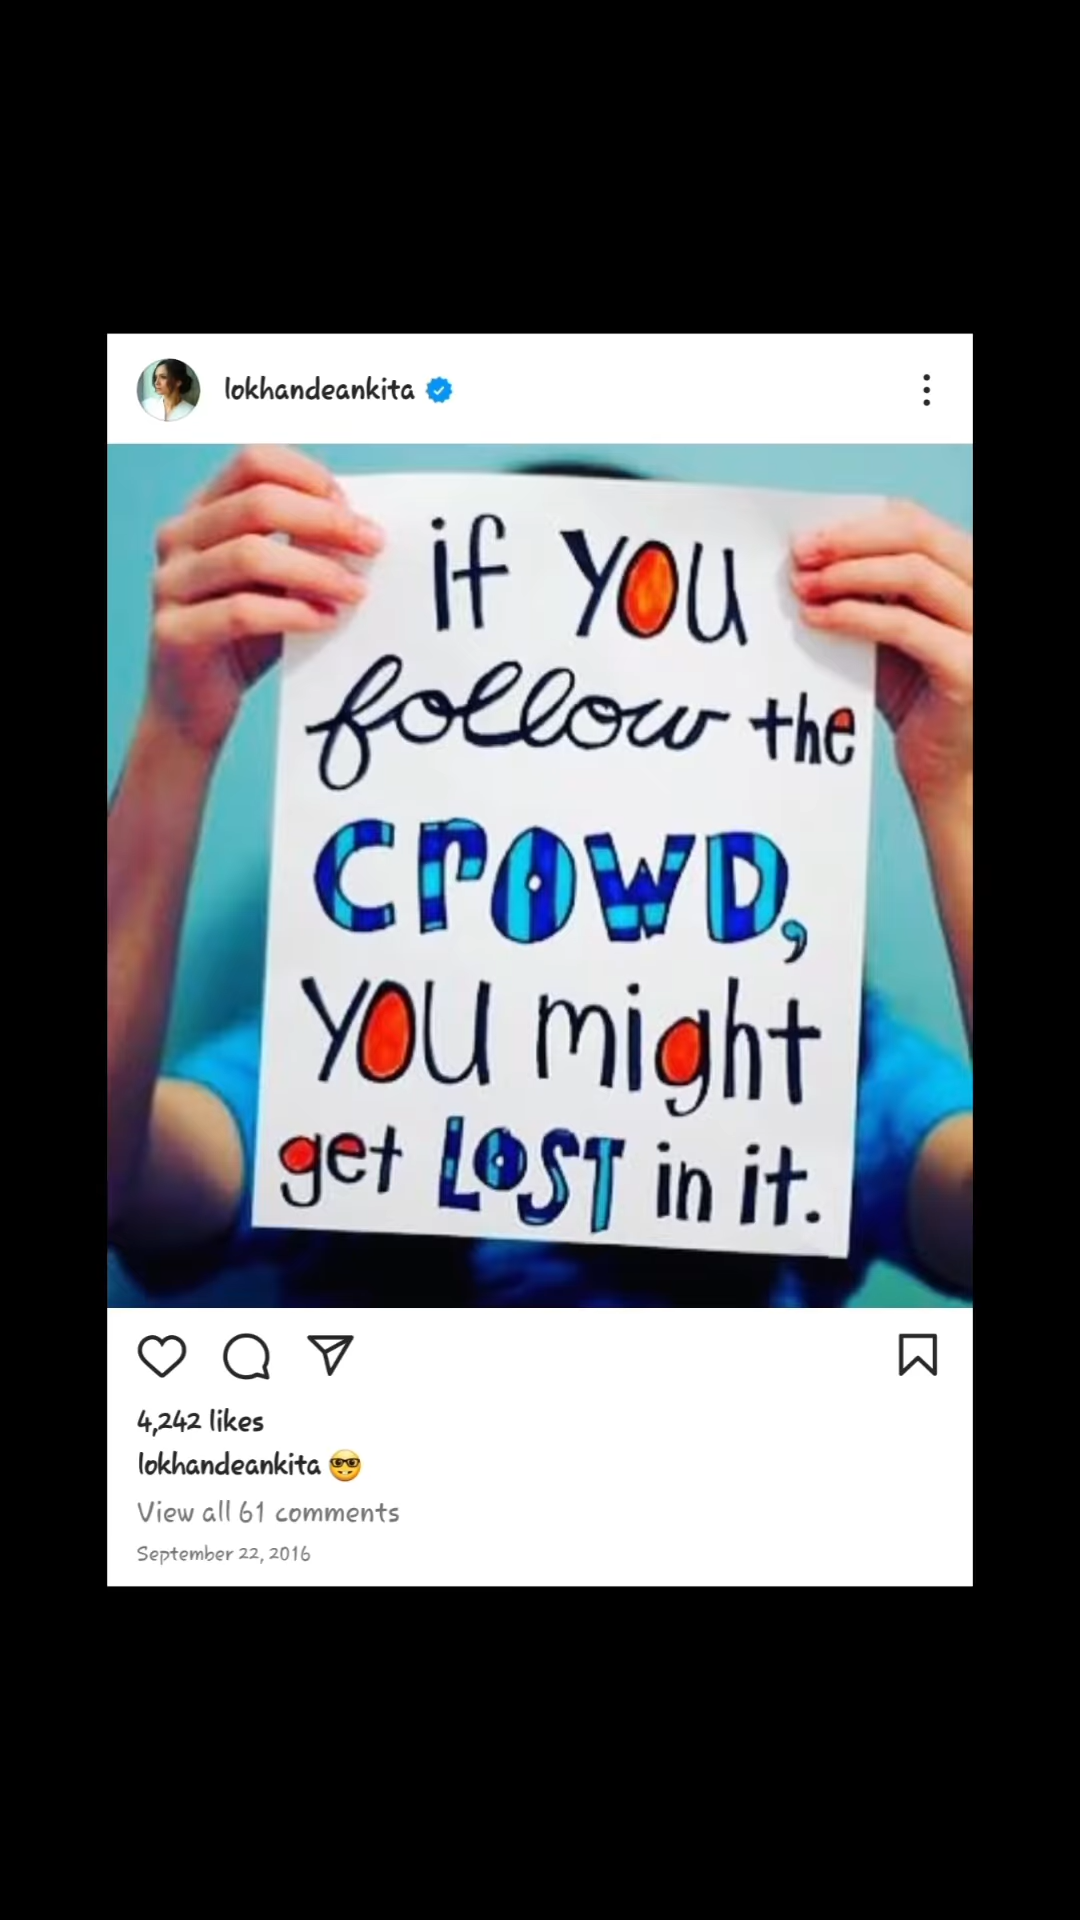 lokhandeankita
if you
follow the
CROWD,
YOU might
get LOST in it.
4,242 likes
lokhandeankita 🤓
View all 61 comments
September 22, 2016